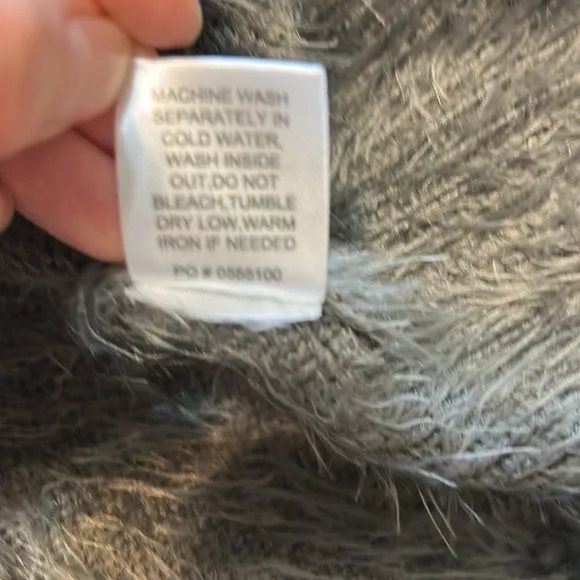 MACHINE WASH
SEPARATELY IN
COLD WATER,
WASH INSIDE
OUT,DO NOT
BLEACH,TUMBLE
DRY LOW,WARM
IRON IF NEEDED
PO # 0555100